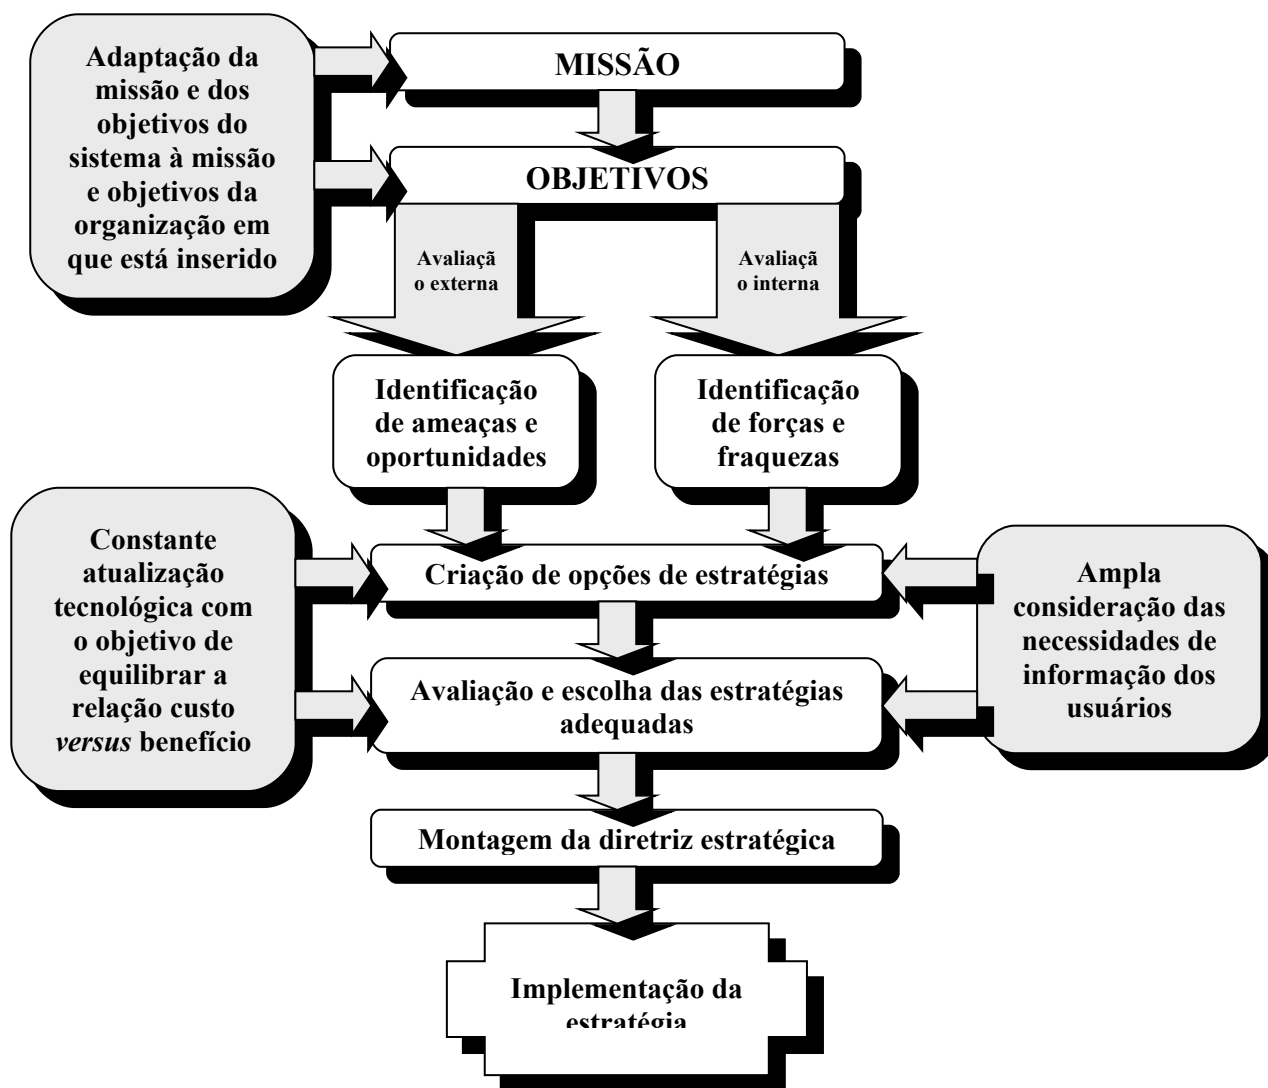 Adaptação da
missão e dos
objetivos do
sistema à missão
e objetivos da
organização em
que está inserido
MISSÃO
OBJETIVOS
Avaliaçã
o externa
Avaliaçã
o interna
Identificação
de ameaças e
oportunidades
Identificação
de forças e
fraquezas
Constante
atualização
tecnológica com
o objetivo de
equilibrar a
relação custo
versus benefício
Criação de opções de estratégias
Avaliação e escolha das estratégias
adequadas
Ampla
consideração das
necessidades de
informação dos
usuários
Montagem da diretriz estratégica
Implementação da
estratégia